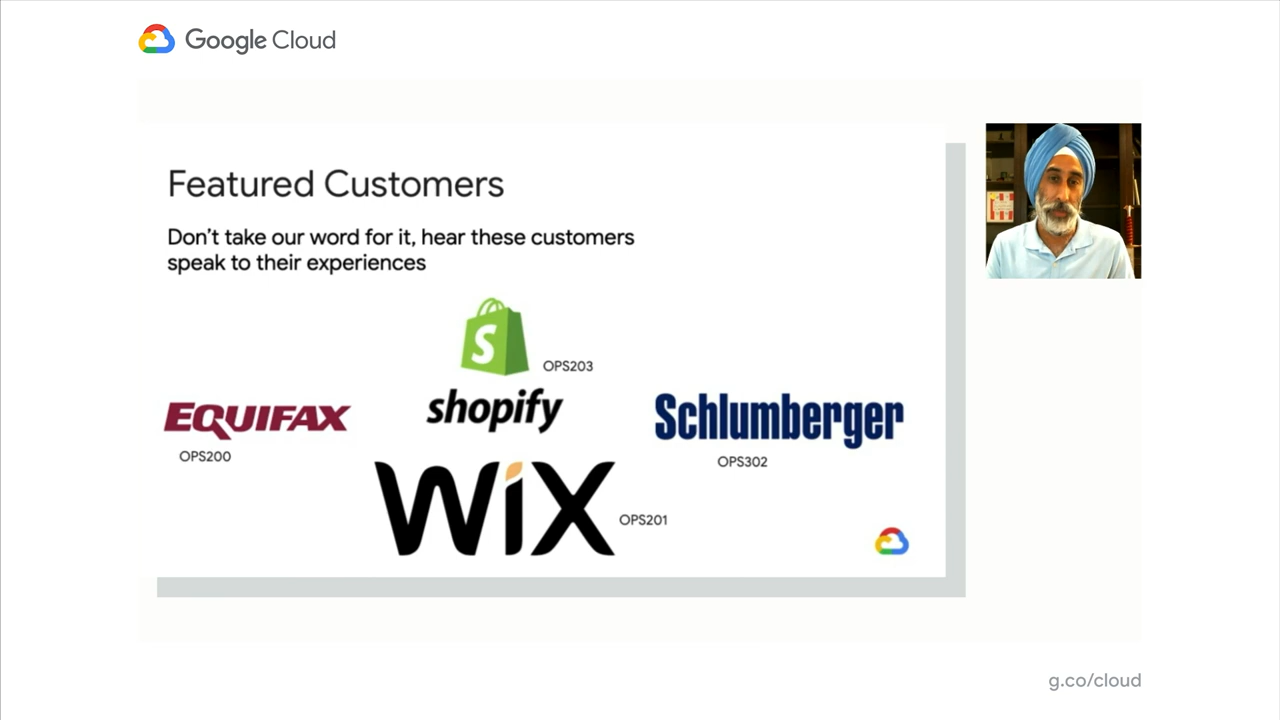 Google Cloud
Featured Customers
Don't take our word for it, hear these customers
speak to their experiences
S
OPS203
shopify
EQUIFAX
OPS200
Schlumberger
OPS302
WiX
OPS201
g.co/cloud